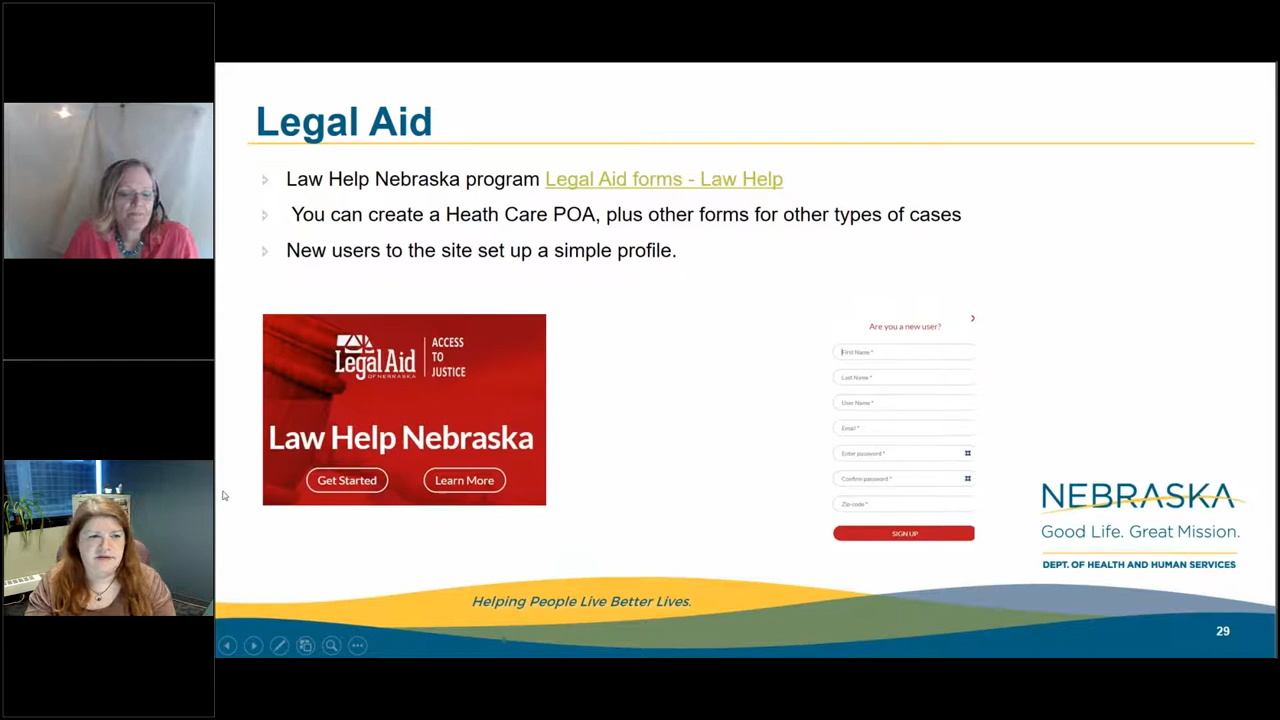 Legal Aid
Law Help Nebraska program Legal Aid forms - Law Help
You can create a Heath Care POA, plus other forms for other types of cases
New users to the site set up a simple profile.
Legal Aid
OF NEBRASKA
ACCESS
TO
JUSTICE
Law Help Nebraska
Get Started
Learn More
Are you a new user?
First Name *
Last Name *
User Name *
Email *
Enter password *
Confirm password *
Zip-code *
SIGN UP
NEBRASKA
Good Life. Great Mission.
DEPT. OF HEALTH AND HUMAN SERVICES
Helping People Live Better Lives.
29